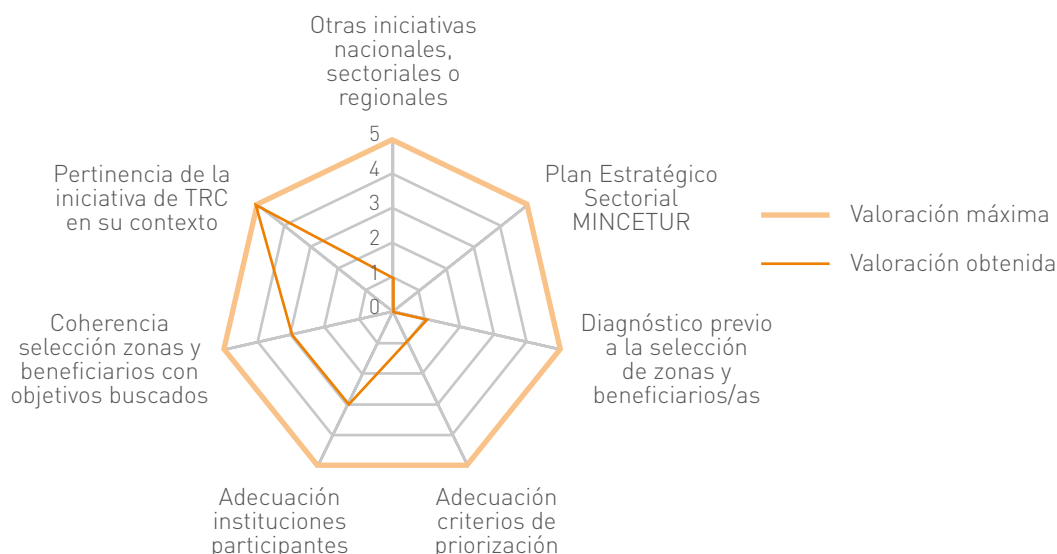 Otras iniciativas
nacionales,
sectoriales o
regionales
5
4
3
2
1
0
Pertinencia de la
iniciativa de TRC
en su contexto
Plan Estratégico
Sectorial
MINCETUR
Valoración máxima
Valoración obtenida
Coherencia
selección zonas y
beneficiarios con
objetivos buscados
Diagnóstico previo
a la selección
de zonas y
beneficiarios/as
Adecuación
instituciones
participantes
Adecuación
criterios de
priorización